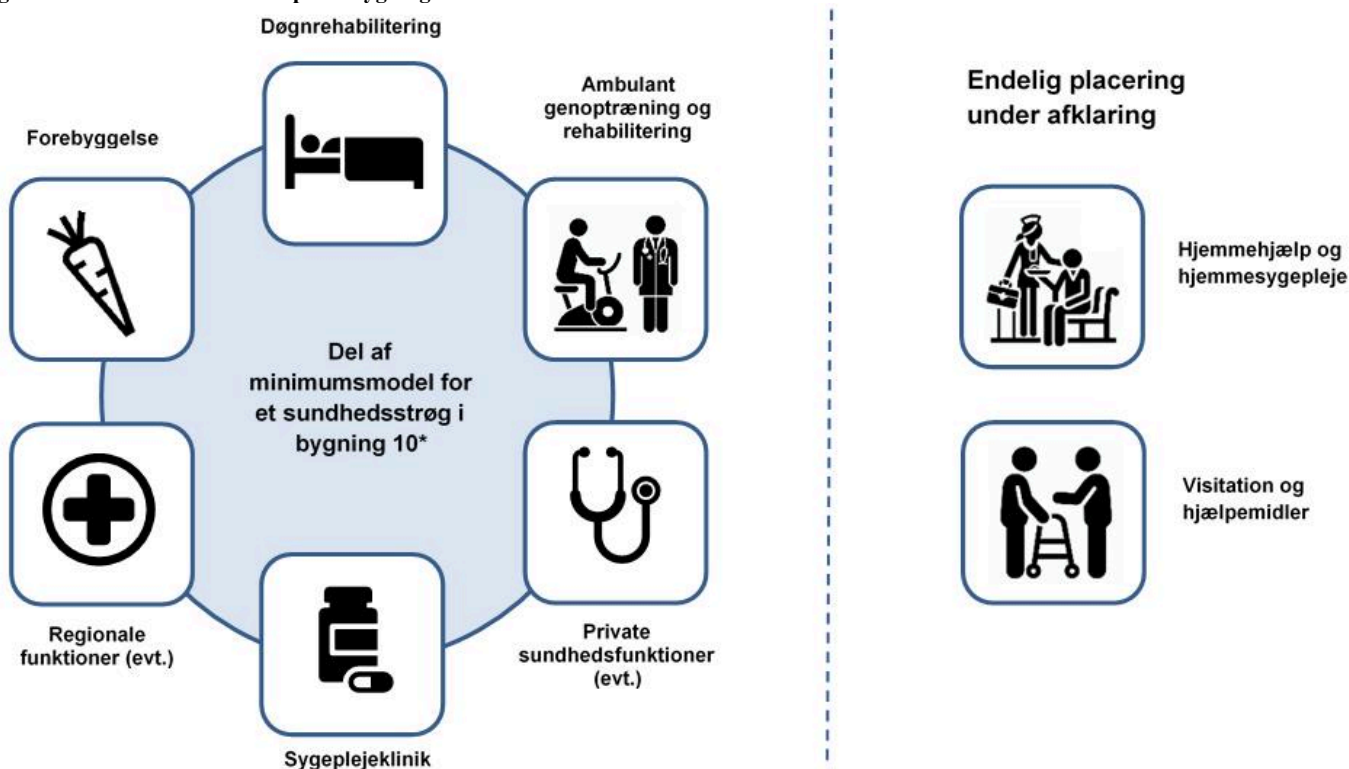 Døgnrehabilitering
Ambulant
genoptræning og
rehabilitering
Forebyggelse
Del af
minimumsmodel for
et sundhedsstrøg i
bygning 10*
Regionale
funktioner (evt.)
Private
sundhedsfunktioner
(evt.)
Sygeplejeklinik
Endelig placering
under afklaring
Hjemmehjælp og
hjemmesygepleje
Visitation og
hjælpemidler